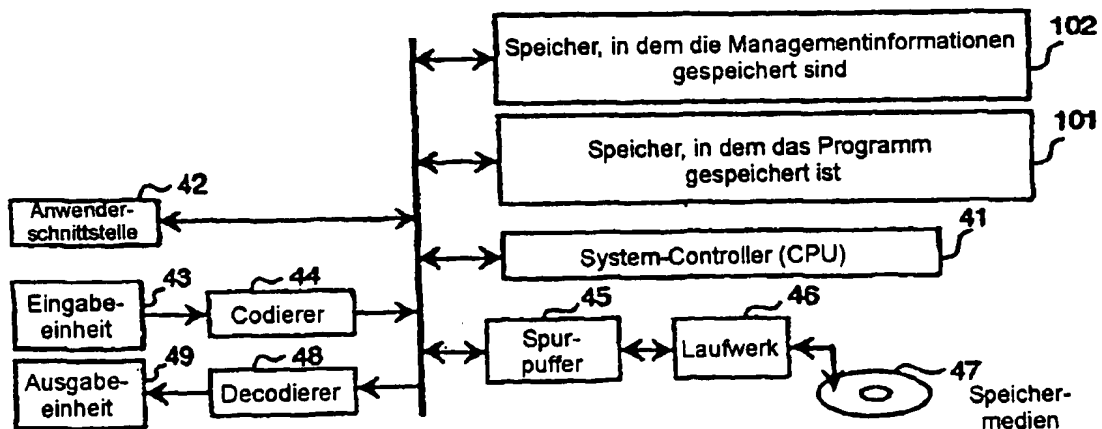 Speicher, in dem die Managementinformationen
gespeichert sind
102
Speicher, in dem das Programm
gespeichert ist
101
Anwender-
schnittstelle
42
System-Controller (CPU)
41
Eingabe-
einheit
43
Codierer
44
Spur-
puffer
45
Laufwerk
46
Ausgabe-
einheit
49
Decodierer
48
47
Speicher-
medien